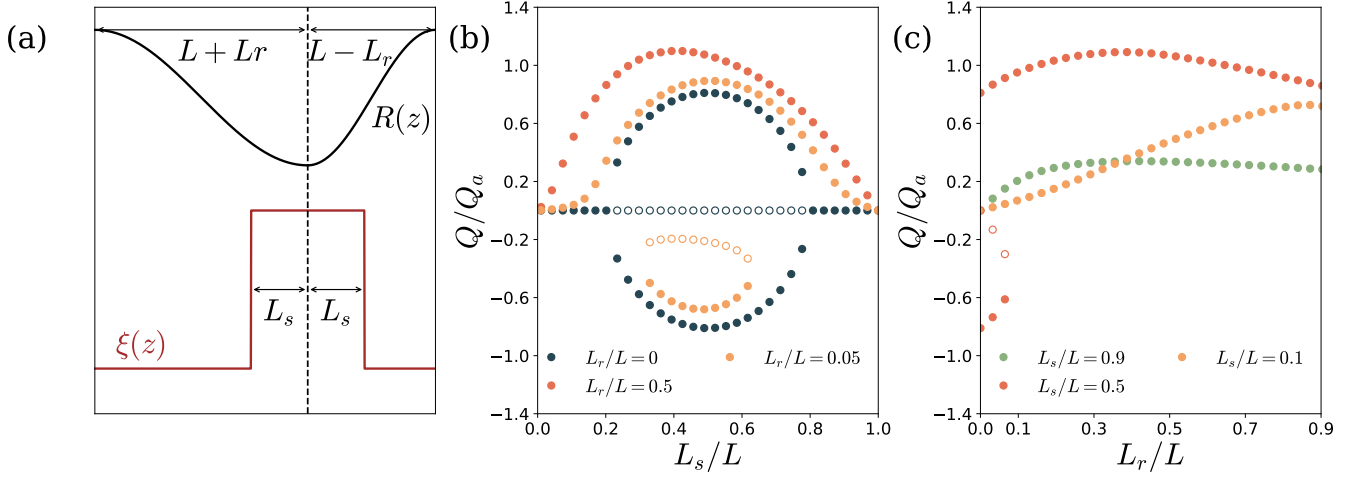 (a)
L + Lr
L − L_r
R(z)
L_s
L_s
ξ(z)
(b)
Q/Q_a
1.4
1.0
0.6
0.2
−0.2
−0.6
−1.0
−1.4
L_r/L = 0
L_r/L = 0.5
L_r/L = 0.05
0.0 0.2 0.4 0.6 0.8 1.0
L_s/L
(c)
Q/Q_a
1.4
1.0
0.6
0.2
−0.2
−0.6
−1.0
−1.4
L_s/L = 0.9
L_s/L = 0.5
L_s/L = 0.1
0.0 0.1 0.3 0.5 0.7 0.9
L_r/L